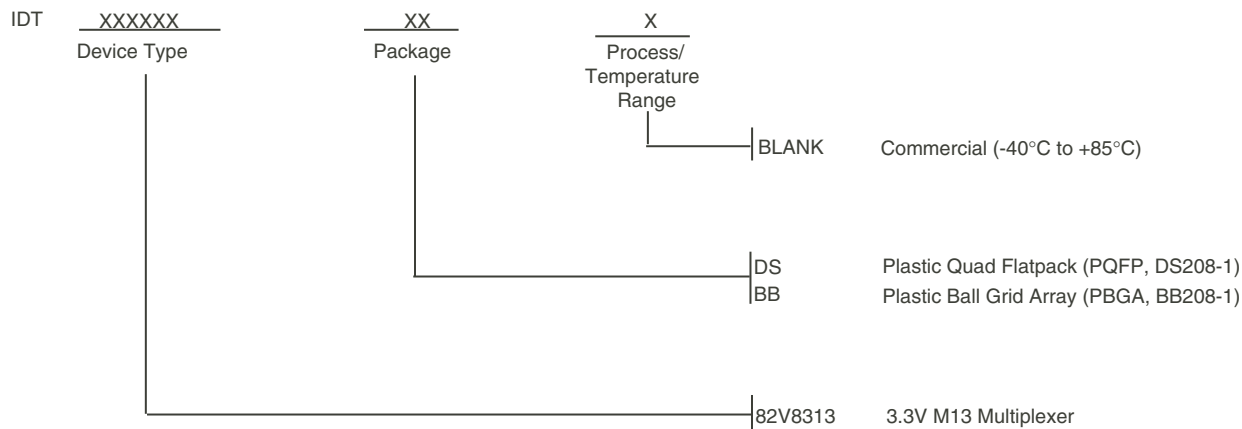 IDT XXXXXX XX X
Device Type Package Process/
Temperature
Range
BLANK Commercial (-40°C to +85°C)
DS Plastic Quad Flatpack (PQFP, DS208-1)
BB Plastic Ball Grid Array (PBGA, BB208-1)
82V8313 3.3V M13 Multiplexer